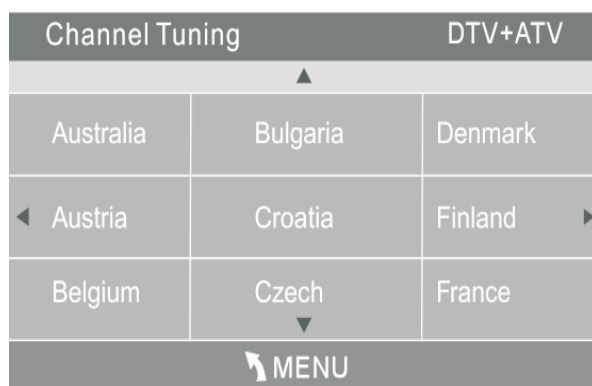 Channel Tuning DTV+ATV
Australia Bulgaria Denmark
Austria Croatia Finland
Belgium Czech France
MENU